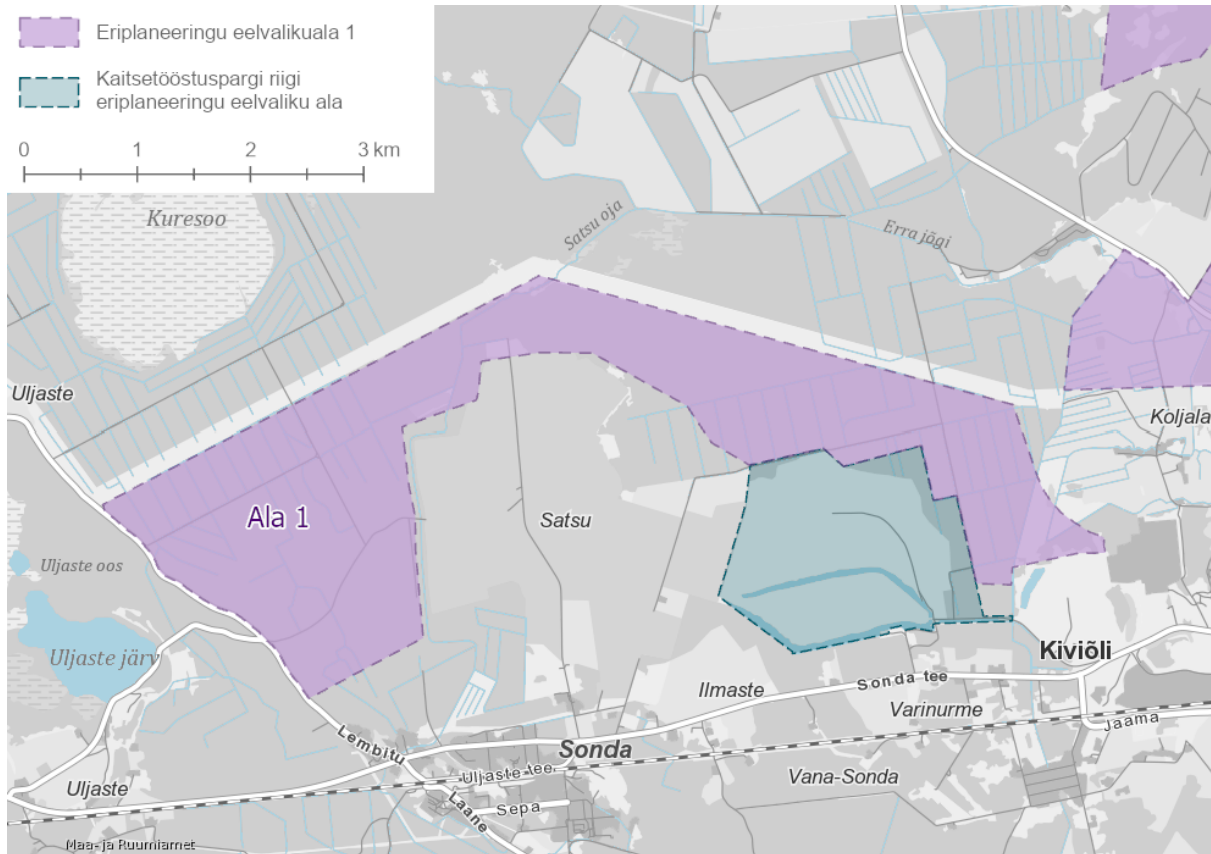 Eriplaneeringu eelvalikuala 1
Kaitsetööstuspargi riigi
eriplaneeringu eelvaliku ala
0 1 2 3 km
Kuresoo
Satsu oja
Erra jõgi
Uljaste
Koljala
Ala 1
Satsu
Uljaste oos
Uljaste järv
Kiviõli
Ilmaste
Sonda tee
Varinurme
Jaama
Lembitu
Sonda
Uljaste tee
Vana-Sonda
Uljaste
Laane
Sepa
Maa- ja Ruumiamet